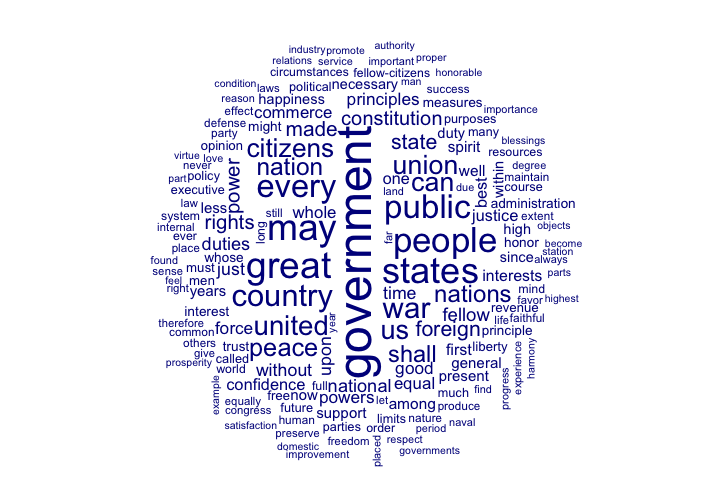 industry promote authority
relations service important proper
circumstances fellow-citizens honorable
condition laws political necessary man success
reason happiness principles measures importance
effect commerce constitution purposes
defense might made state duty many blessings
party
opinion citizens spirit resources
virtue love nation union well degree
never
part policy power every one can due best within maintain
executive land course
law less still whole public administration
system rights long may justice extent
internal far high objects
ever duties people honor become
place whose since station always
found must just great states interests parts
sense
feel men mind
right years country time nations favor highest
interest war revenue
therefore force united year us foreign fellow life faithful
common principle
others trust peace upon shall first liberty
give
world called without good general
prosperity confidence full national equal present experience harmony
example equally free now powers let among much find progress
congress future support limits nature produce
satisfaction human parties order period naval
preserve freedom respect
domestic placed governments
improvement
government